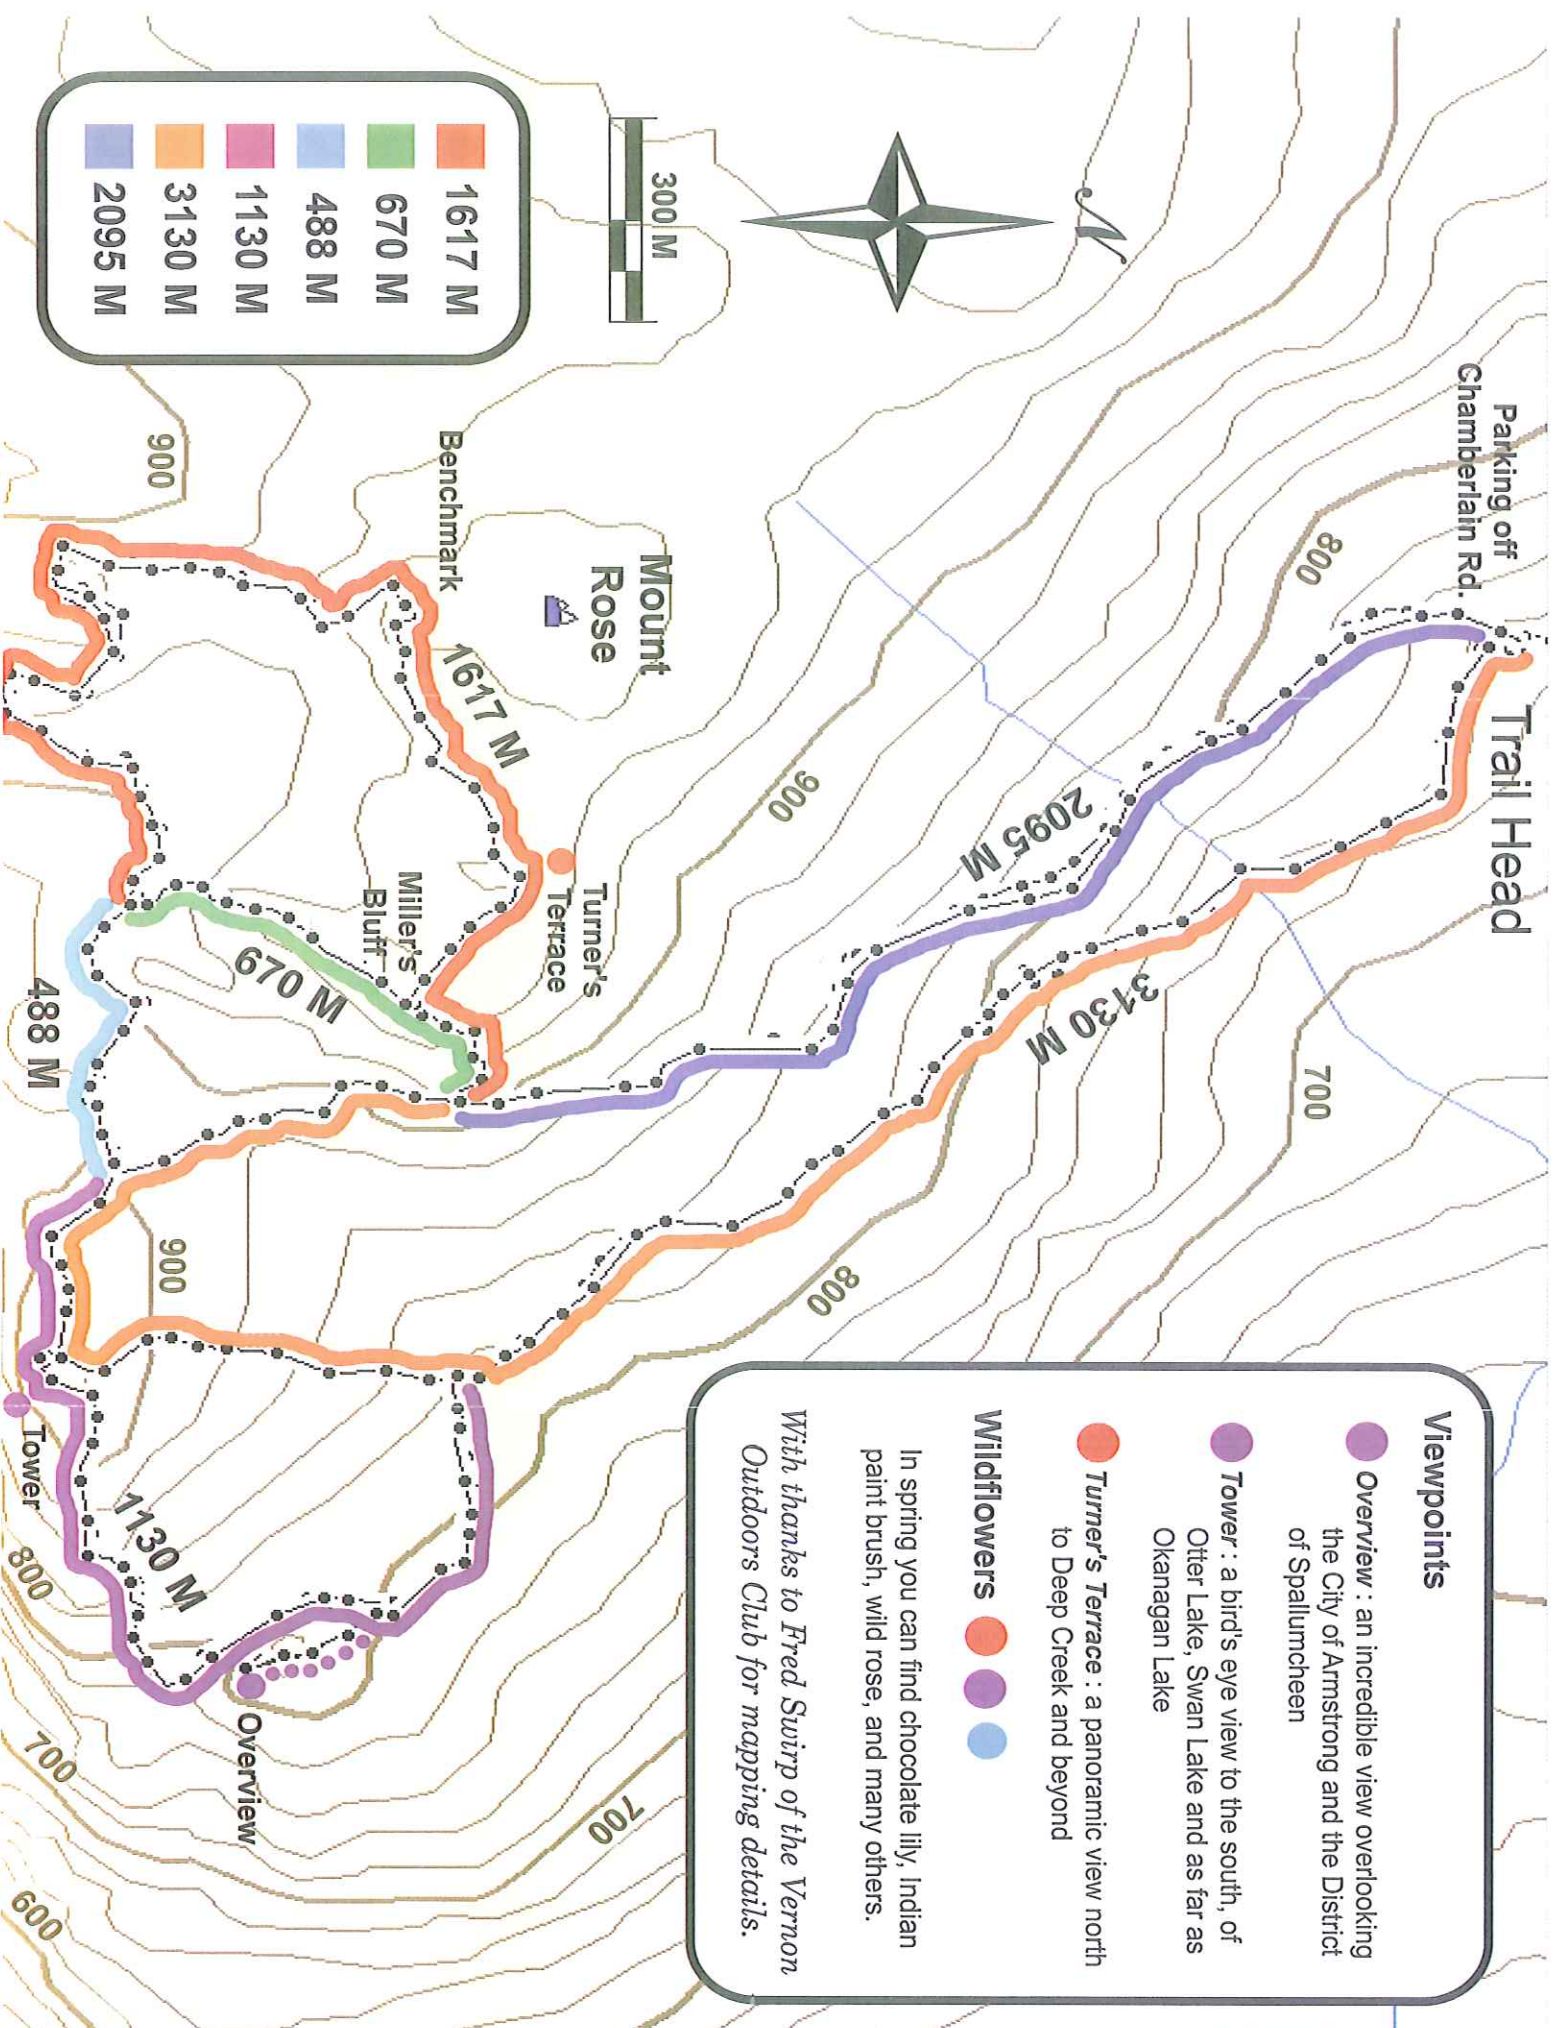 Parking off
Chamberlain Rd.
Trail Head
N
300 M
800
900
700
2095 M
3130 M
Mount
Rose
Benchmark
1617 M
Turner's
Terrace
Miller's
Bluff
670 M
488 M
900
900
800
Tower
1130 M
Overview
800
700
700
600
1617 M
670 M
488 M
1130 M
3130 M
2095 M
Viewpoints
Overview : an incredible view overlooking
the City of Armstrong and the District
of Spallumcheen
Tower : a bird's eye view to the south, of
Otter Lake, Swan Lake and as far as
Okanagan Lake
Turner's Terrace : a panoramic view north
to Deep Creek and beyond
Wildflowers
In spring you can find chocolate lily, Indian
paint brush, wild rose, and many others.
With thanks to Fred Swirp of the Vernon
Outdoors Club for mapping details.